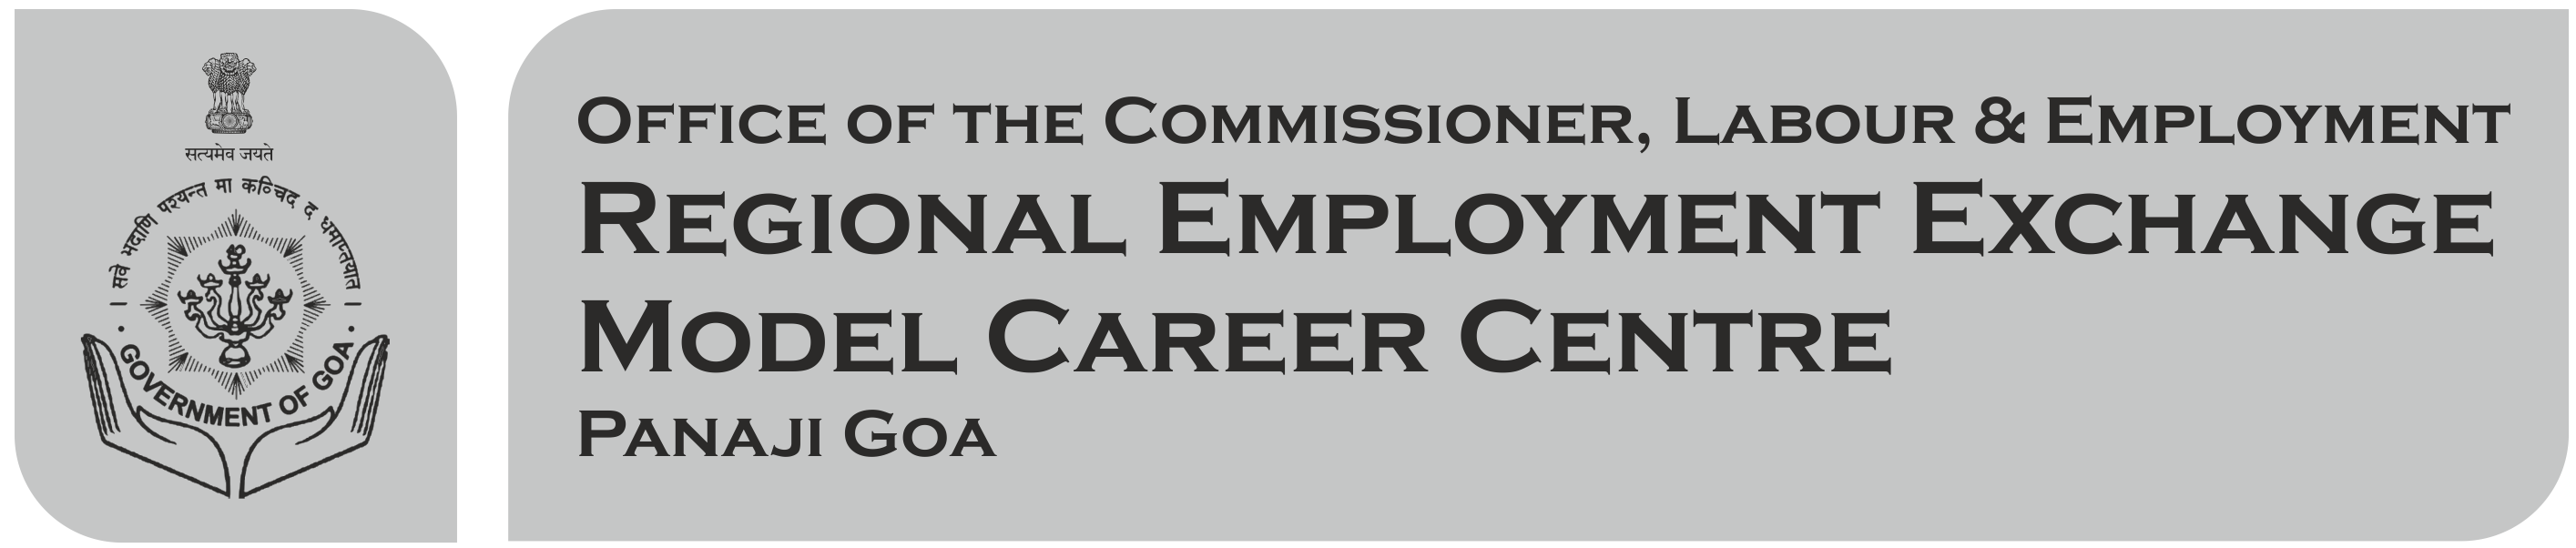 सत्यमेव जयते
। सर्वे भद्राणि पश्यन्तु मा कश्चिद् दुःखमाप्नुयात् ।
GOVERNMENT OF GOA
OFFICE OF THE COMMISSIONER, LABOUR & EMPLOYMENT
REGIONAL EMPLOYMENT EXCHANGE
MODEL CAREER CENTRE
PANAJI GOA